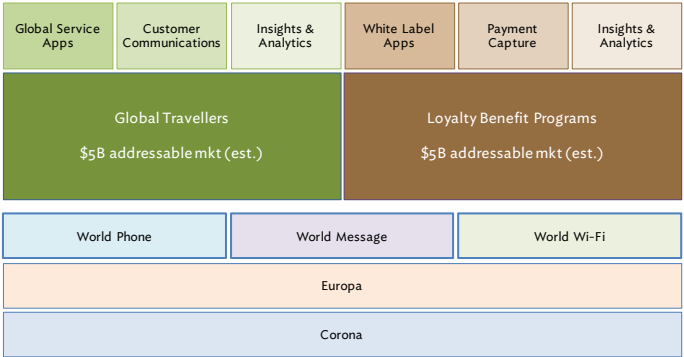 Global Service
Apps
Customer
Communications
Insights &
Analytics
White Label
Apps
Payment
Capture
Insights &
Analytics
Global Travellers
$5B addressable mkt (est.)
Loyalty Benefit Programs
$5B addressable mkt (est.)
World Phone
World Message
World Wi-Fi
Europa
Corona